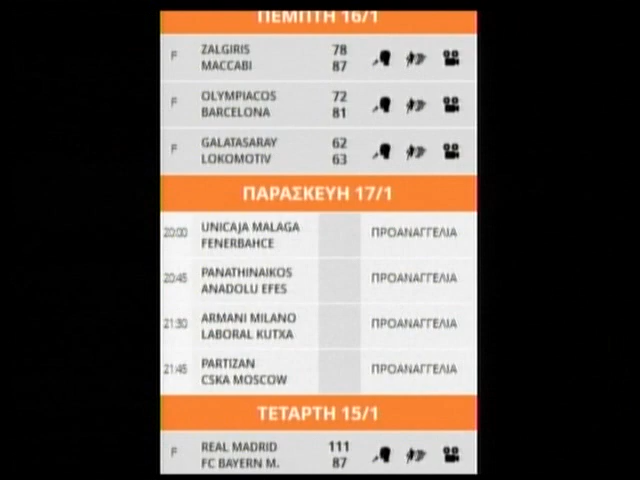 ΠΕΜΠΤΗ 16/1
F ZALGIRIS 78
MACCABI 87
F OLYMPIACOS 72
BARCELONA 81
F GALATASARAY 62
LOKOMOTIV 63
ΠΑΡΑΣΚΕΥΗ 17/1
20:00 UNICAJA MALAGA ΠΡΟΑΝΑΓΓΕΛΙΑ
FENERBAHCE
20:45 PANATHINAIKOS ΠΡΟΑΝΑΓΓΕΛΙΑ
ANADOLU EFES
21:30 ARMANI MILANO ΠΡΟΑΝΑΓΓΕΛΙΑ
LABORAL KUTXA
21:45 PARTIZAN ΠΡΟΑΝΑΓΓΕΛΙΑ
CSKA MOSCOW
ΤΕΤΑΡΤΗ 15/1
F REAL MADRID 111
FC BAYERN M. 87